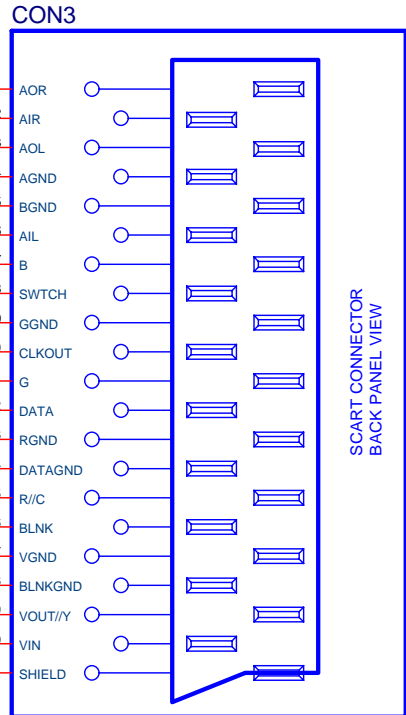 CON3
AOR
AIR
AOL
AGND
BGND
AIL
B
SWTCH
GGND
CLKOUT
G
DATA
RGND
DATAGND
R//C
BLNK
VGND
BLNKGND
VOUT//Y
VIN
SHIELD
SCART CONNECTOR
BACK PANEL VIEW